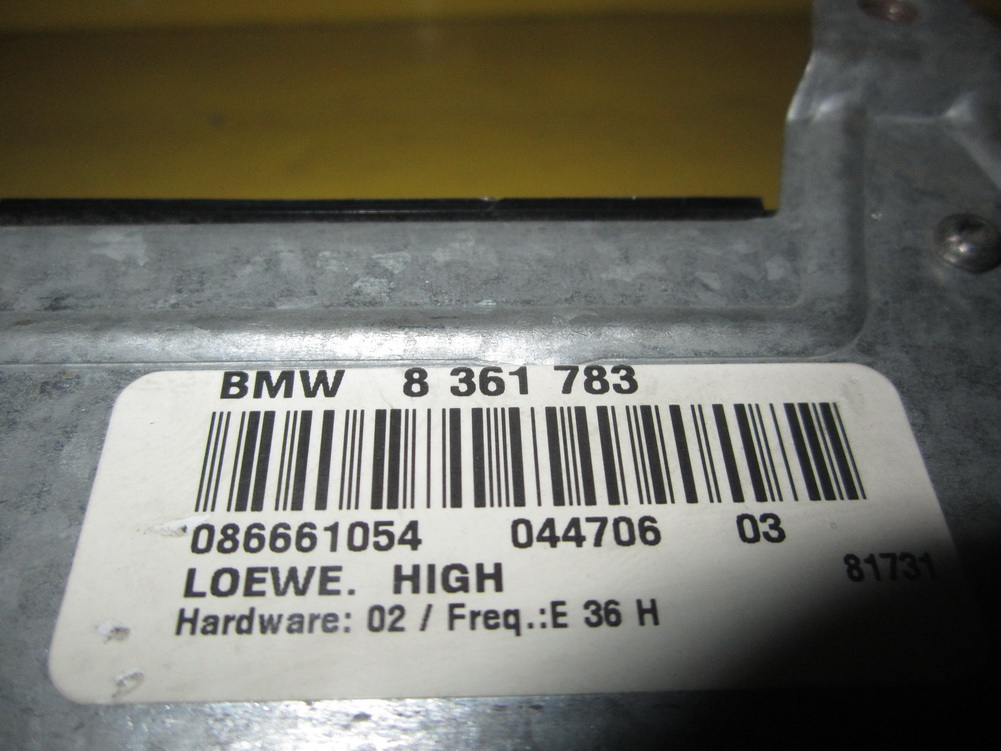 BMW 8 361 783
086661054 044706 03
81731
LOEWE. HIGH
Hardware: 02 / Freq.:E 36 H